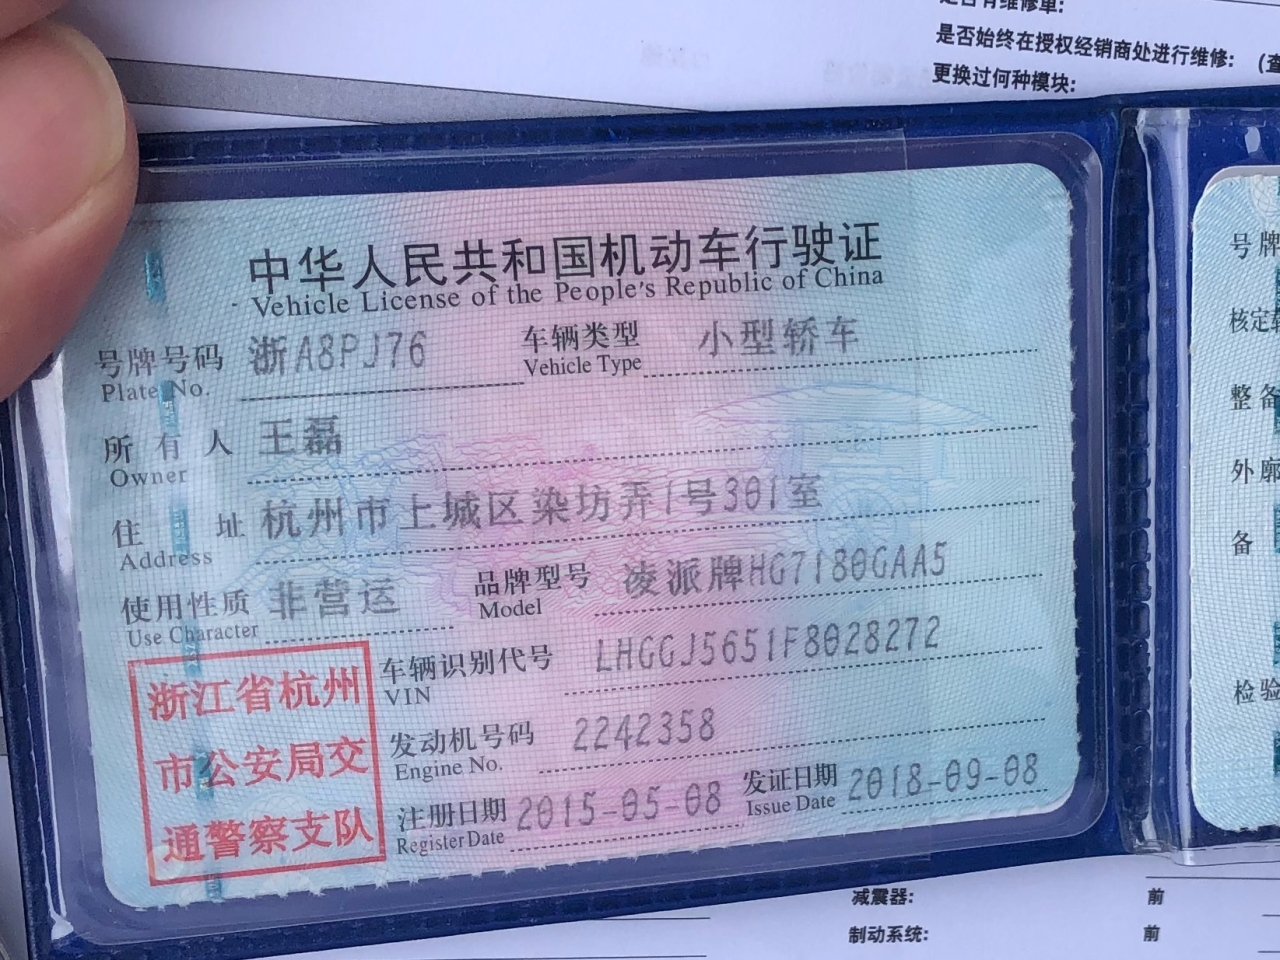 是否有维修单:
是否始终在授权经销商处进行维修: (查
更换过何种模块:
中华人民共和国机动车行驶证
Vehicle License of the People's Republic of China
号牌号码 浙A8PJ76 车辆类型 小型轿车
Plate No. Vehicle Type
所有人 王磊
Owner
住址 杭州市上城区染坊弄1号301室
Address
使用性质 非营运 品牌型号 凌派牌HG7180GAA5
Use Character Model
车辆识别代号 LHGGJ5651F8028272
VIN
发动机号码 2242358
Engine No.
注册日期 2015-05-08 发证日期 2018-09-08
Register Date Issue Date
浙江省杭州
市公安局交
通警察支队
号牌
核定载
整备
外廓
备
检验
减震器: 前
制动系统: 前